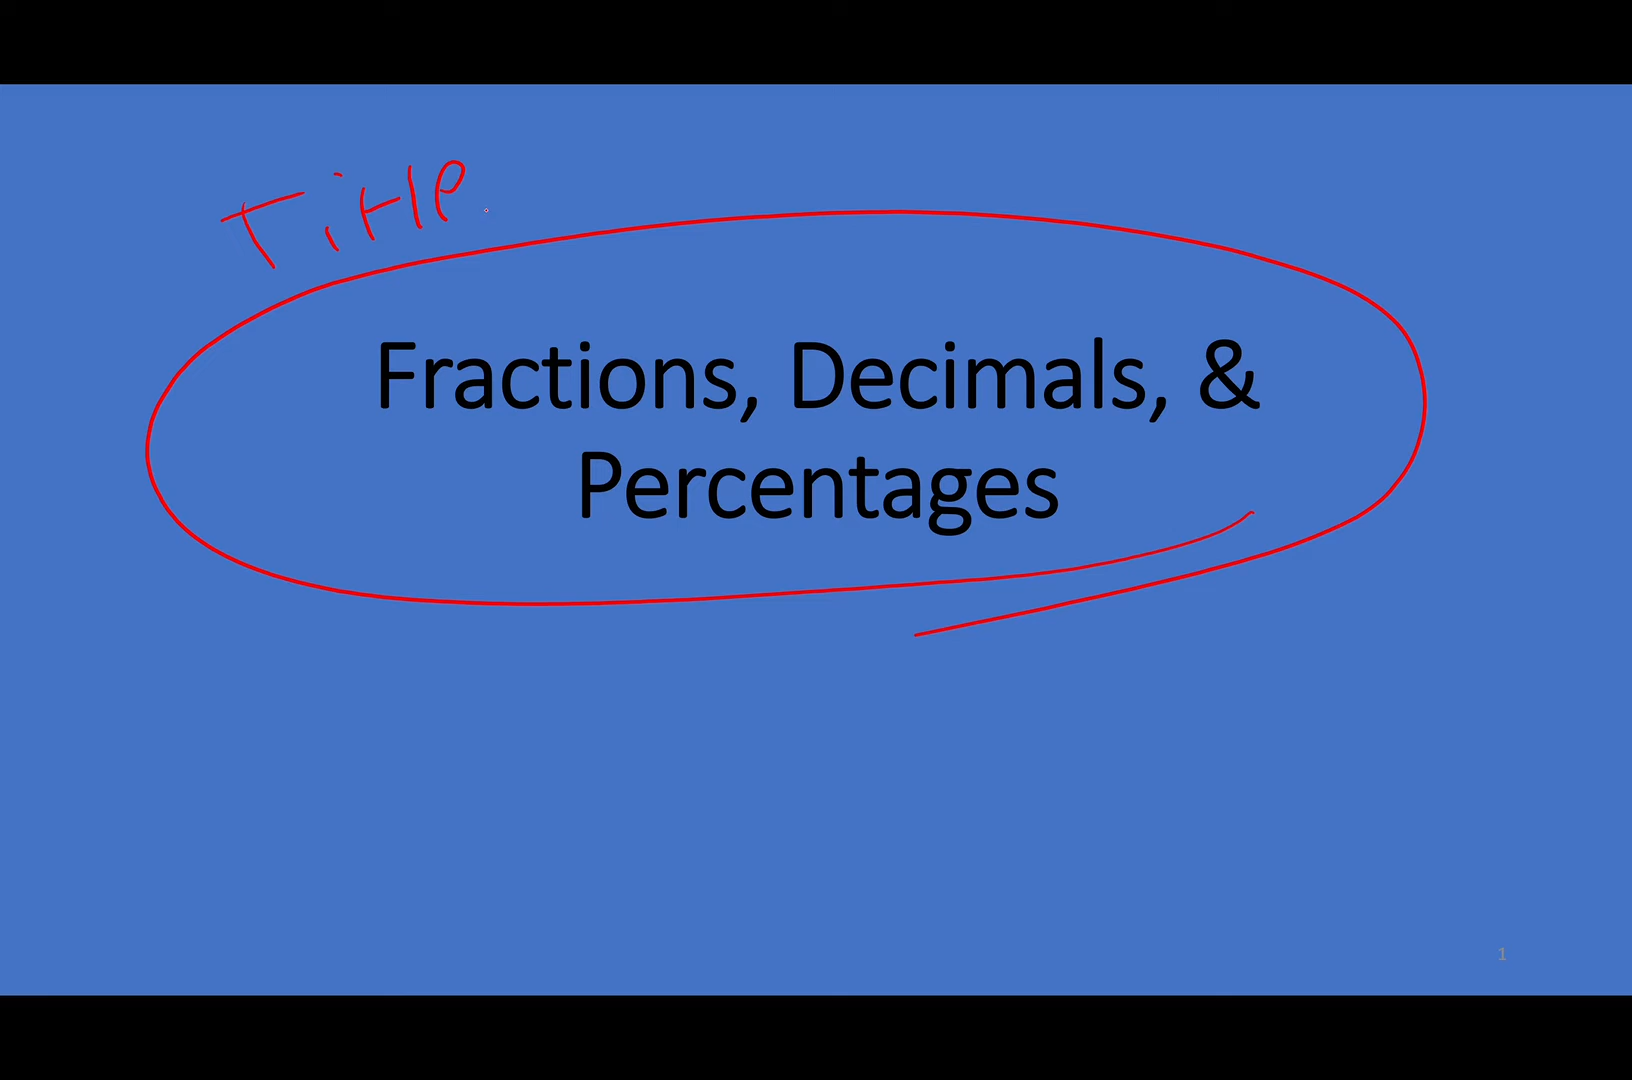 Title
Fractions, Decimals, &
Percentages
1